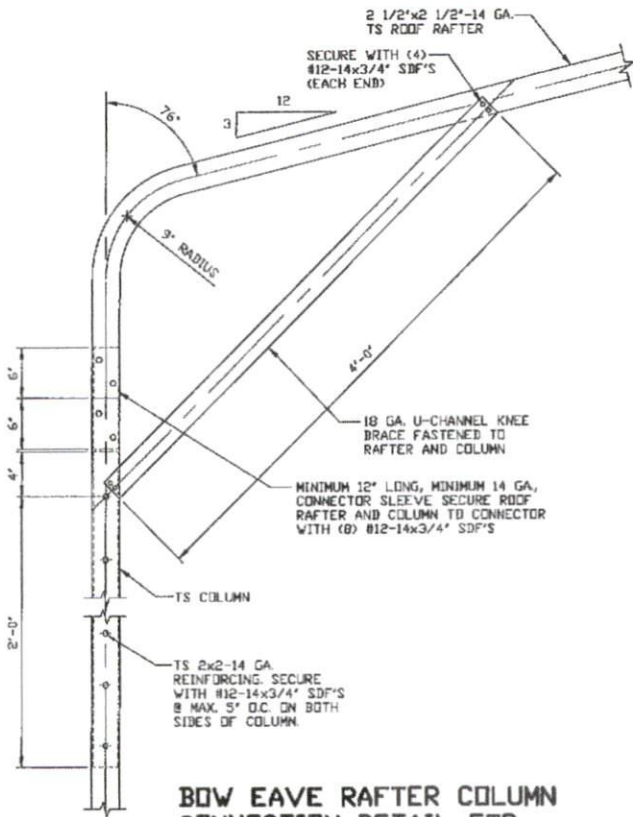 2 1/2"x2 1/2"-14 GA.
TS ROOF RAFTER
SECURE WITH (4)
#12-14x3/4" SDF'S
(EACH END)
12
3
76°
9" RADIUS
4'-0"
6"
6"
4"
2'-0"
18 GA. U-CHANNEL KNEE
BRACE FASTENED TO
RAFTER AND COLUMN
MINIMUM 12" LONG, MINIMUM 14 GA,
CONNECTOR SLEEVE SECURE ROOF
RAFTER AND COLUMN TO CONNECTOR
WITH (8) #12-14x3/4" SDF'S
TS COLUMN
TS 2x2-14 GA.
REINFORCING. SECURE
WITH #12-14x3/4" SDF'S
@ MAX. 5" O.C. ON BOTH
SIDES OF COLUMN.
BOW EAVE RAFTER COLUMN
CONNECTION DETAIL FOR